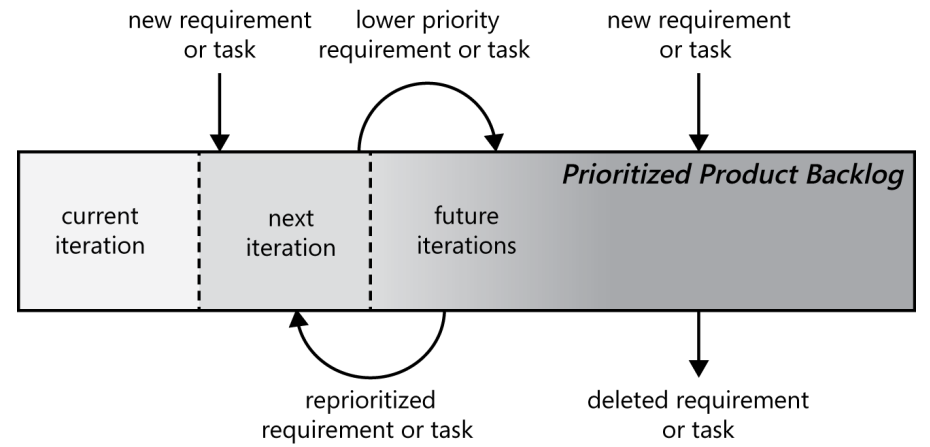 new requirement
or task
lower priority
requirement or task
new requirement
or task
Prioritized Product Backlog
current
iteration
next
iteration
future
iterations
reprioritized
requirement or task
deleted requirement
or task